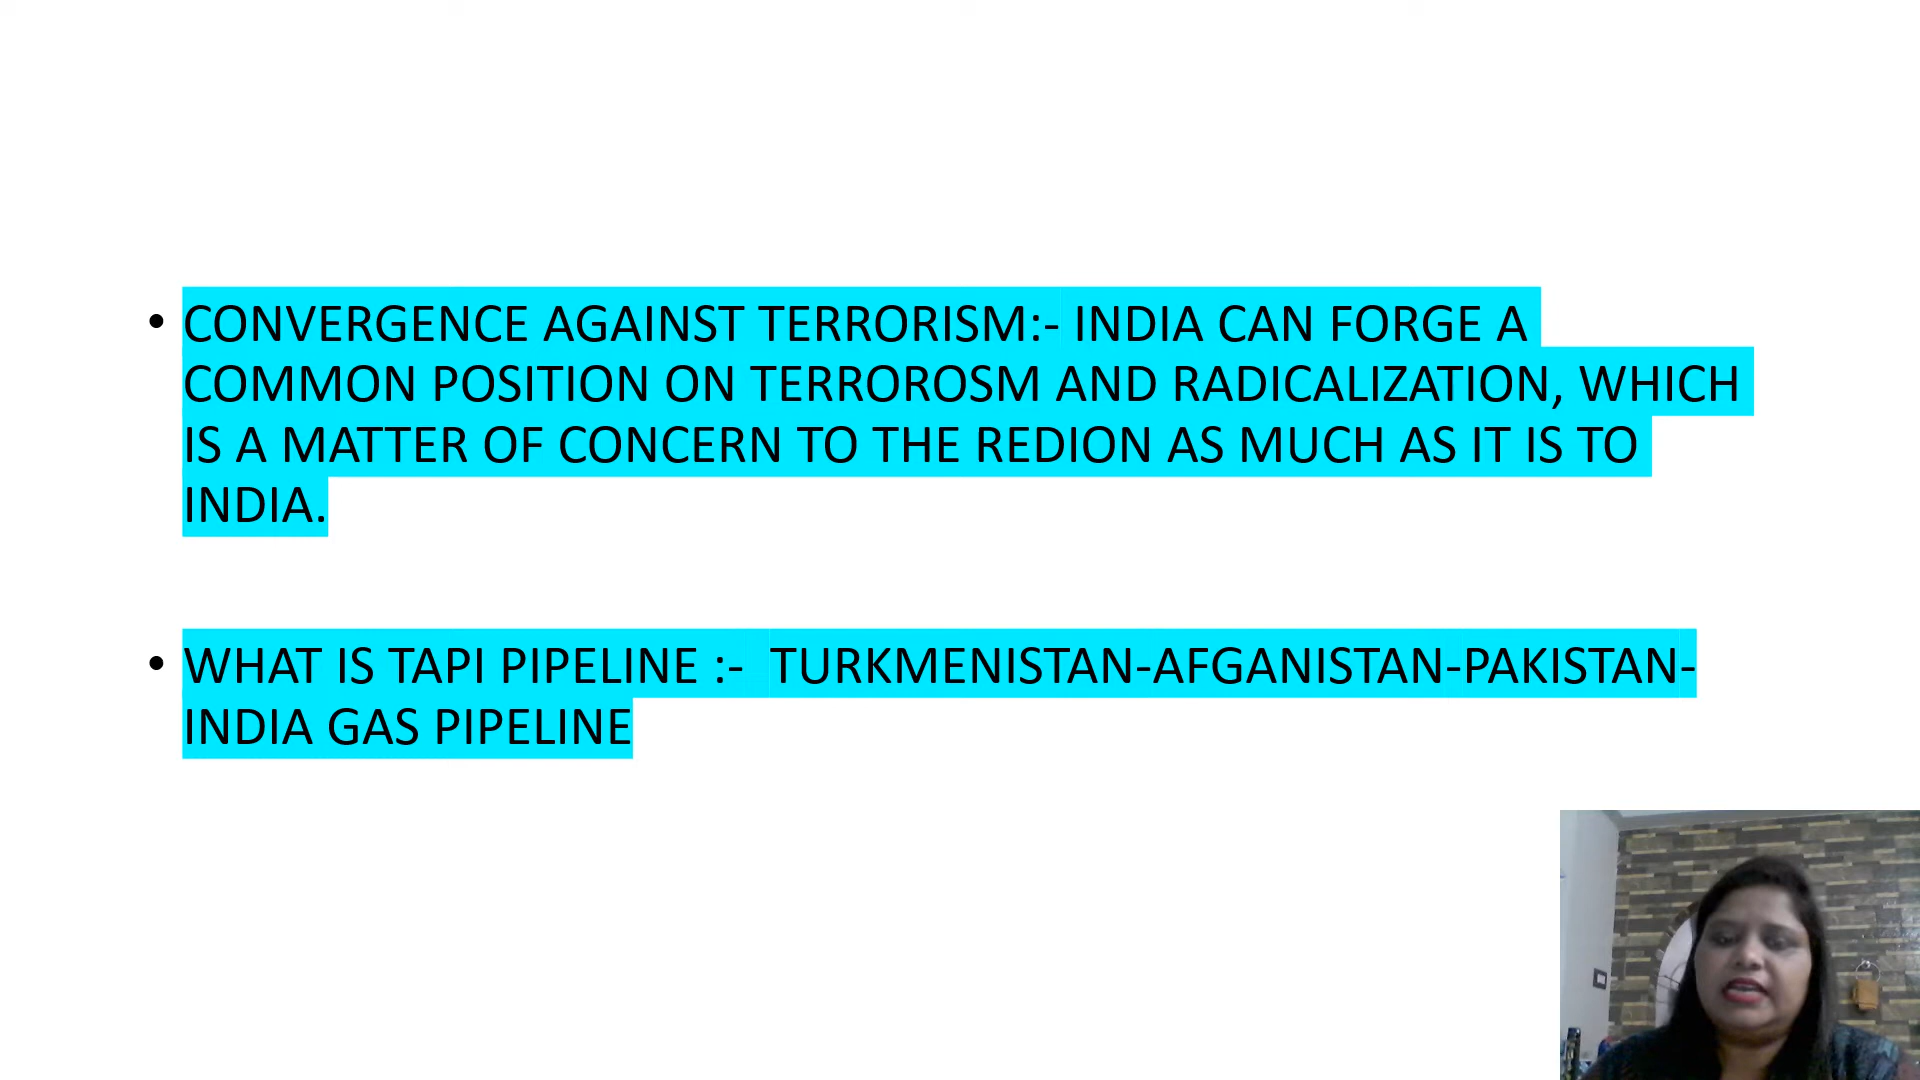 • CONVERGENCE AGAINST TERRORISM:- INDIA CAN FORGE A
COMMON POSITION ON TERROROSM AND RADICALIZATION, WHICH
IS A MATTER OF CONCERN TO THE REDION AS MUCH AS IT IS TO
INDIA.
• WHAT IS TAPI PIPELINE :-  TURKMENISTAN-AFGANISTAN-PAKISTAN-
INDIA GAS PIPELINE